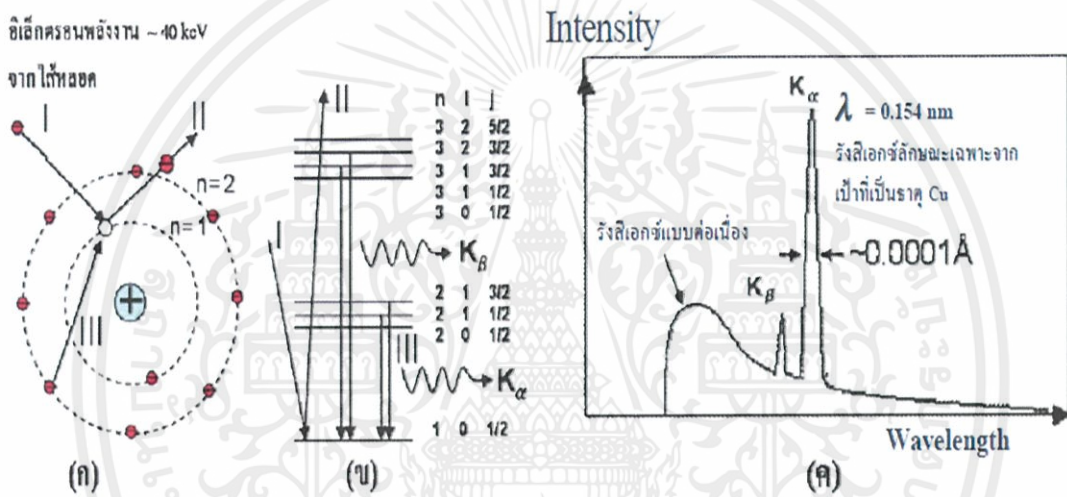 อิเล็กตรอนพลังงาน ~40 keV
จากไส้หลอด
I
II
n=2
n=1
III
+
(ก)
I
II
n l j
3 2 5/2
3 2 3/2
3 1 3/2
3 1 1/2
3 0 1/2
Kβ
2 1 3/2
2 1 1/2
2 0 1/2
III
Kα
1 0 1/2
(ข)
Intensity
Kα
λ = 0.154 nm
รังสีเอกซ์ลักษณะเฉพาะจาก
เป้าที่เป็นธาตุ Cu
รังสีเอกซ์แบบต่อเนื่อง
~0.0001Å
Kβ
Wavelength
(ค)